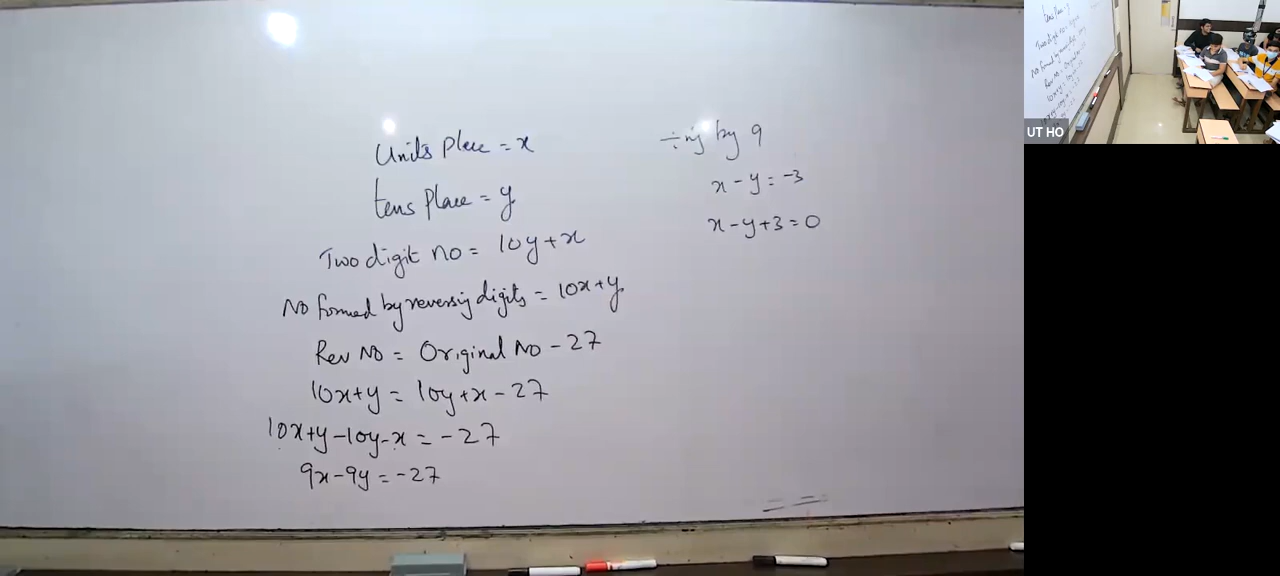 Units Place = x
tens Place = y
Two digit no = 10y+x
No formed by reversig digits = 10x+y
Rev No = Original No - 27
10x+y = 10y+x-27
10x+y-10y-x = -27
9x-9y = -27
÷ing by 9
x-y = -3
x-y+3=0
UT HO